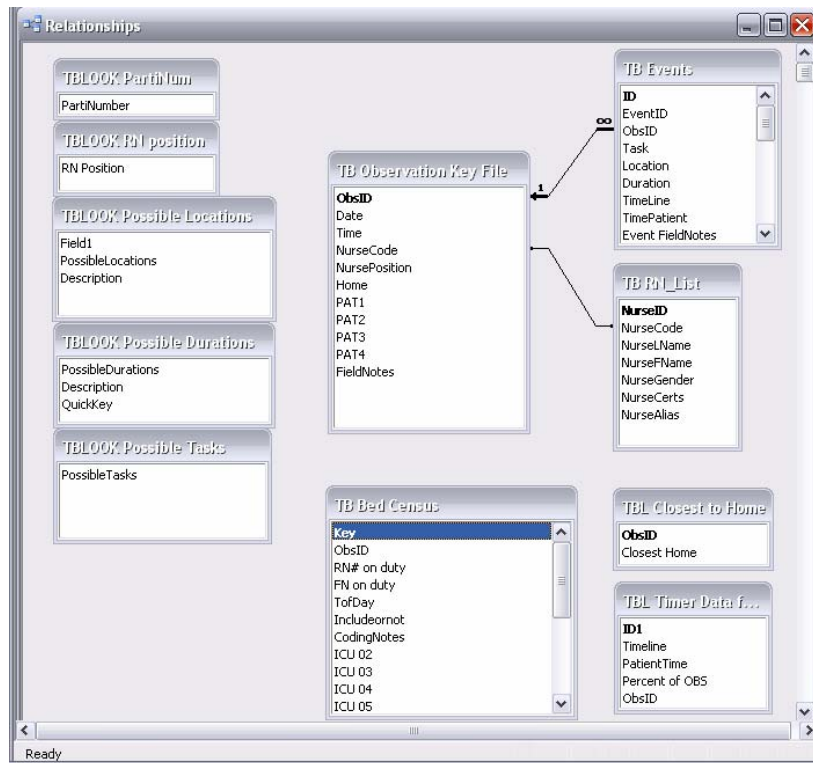 Relationships
TBLOOK PartiNum
PartiNumber
TBLOOK RN position
RN Position
TBLOOK Possible Locations
Field1
PossibleLocations
Description
TBLOOK Possible Durations
PossibleDurations
Description
QuickKey
TBLOOK Possible Tasks
PossibleTasks
TB Observation Key File
ObsID
Date
Time
NurseCode
NursePosition
Home
PAT1
PAT2
PAT3
PAT4
FieldNotes
1
∞
TB Events
ID
EventID
ObsID
Task
Location
Duration
TimeLine
TimePatient
Event FieldNotes
TB RN_List
NurseID
NurseCode
NurseLName
NurseFName
NurseGender
NurseCerts
NurseAlias
TB Bed Census
Key
ObsID
RN# on duty
FN on duty
TofDay
Includeornot
CodingNotes
ICU 02
ICU 03
ICU 04
ICU 05
TBL Closest to Home
ObsID
Closest Home
TBL Timer Data f...
ID1
Timeline
PatientTime
Percent of OBS
ObsID
Ready